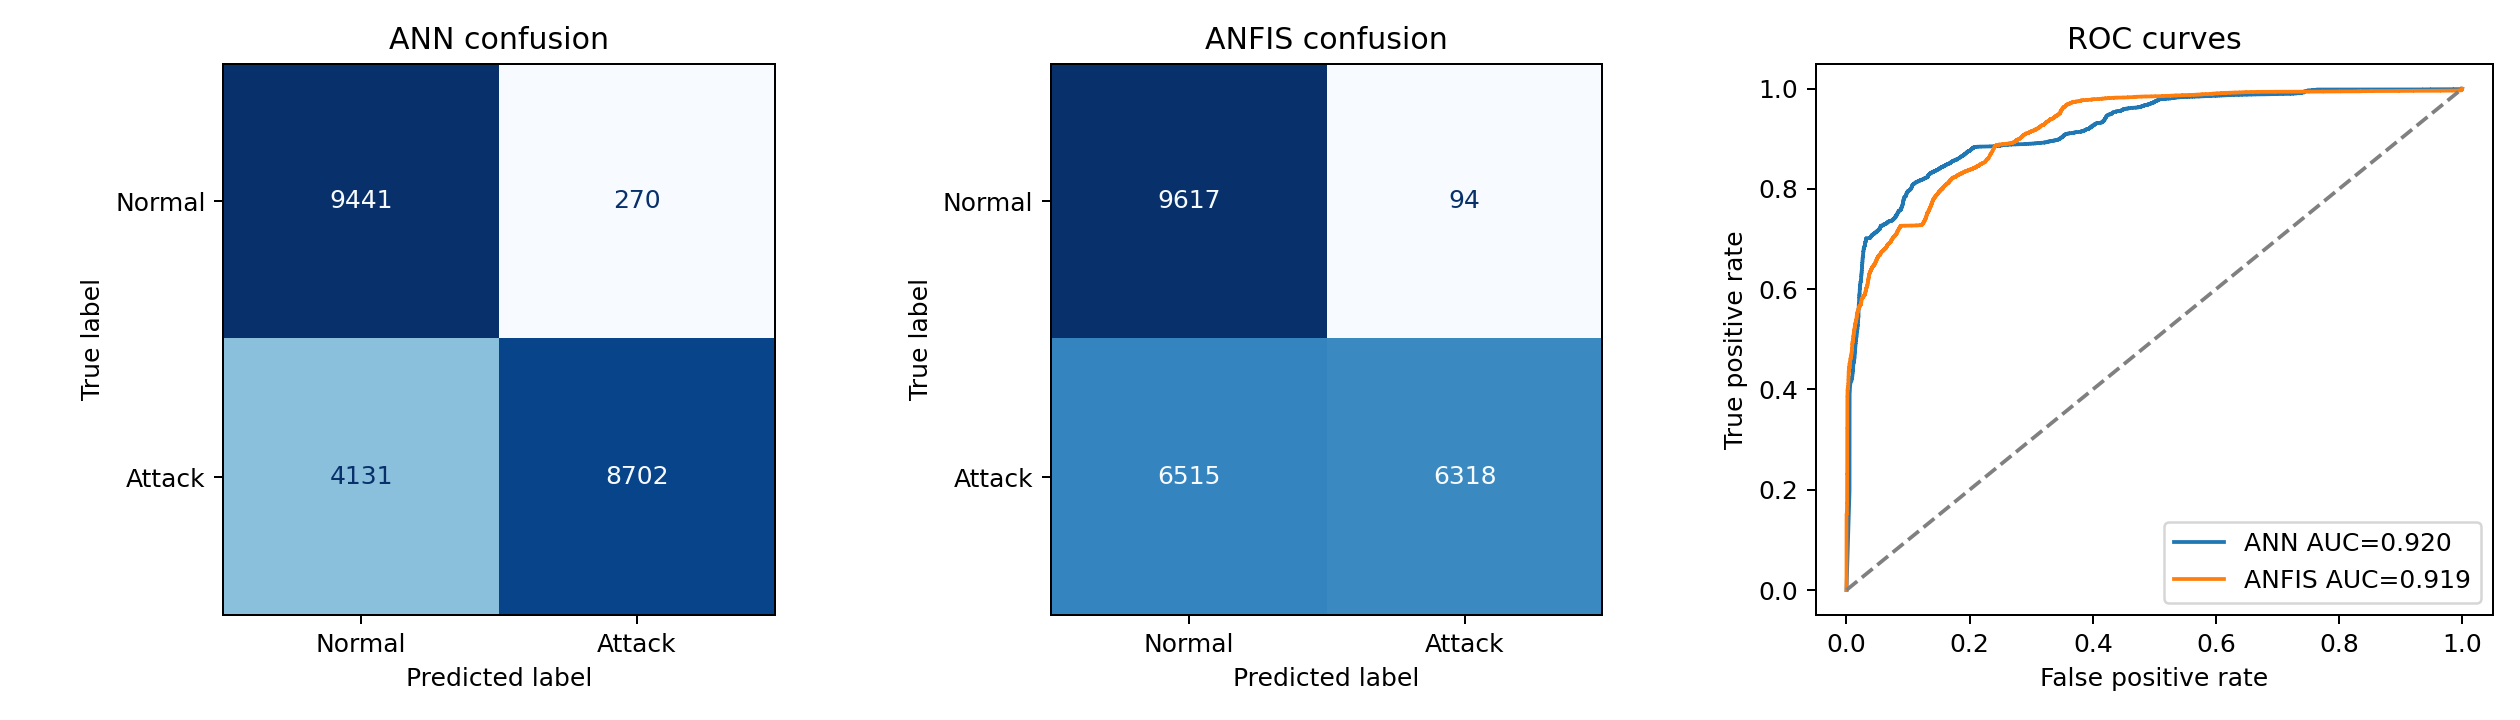 ANN confusion
True label
Normal
Attack
9441
270
4131
8702
Normal
Attack
Predicted label
ANFIS confusion
True label
Normal
Attack
9617
94
6515
6318
Normal
Attack
Predicted label
ROC curves
True positive rate
1.0
0.8
0.6
0.4
0.2
0.0
ANN AUC=0.920
ANFIS AUC=0.919
0.0
0.2
0.4
0.6
0.8
1.0
False positive rate